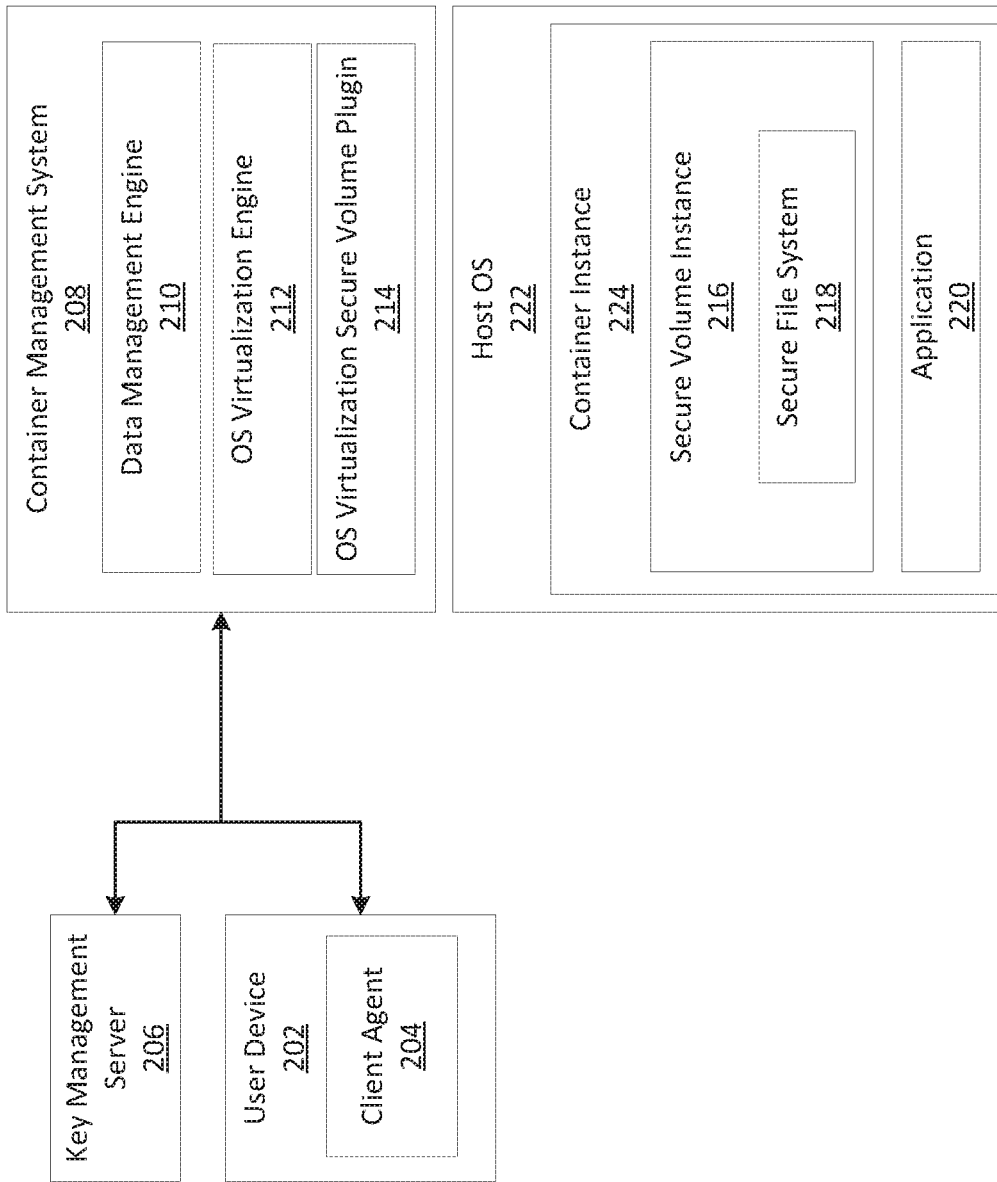 Key Management
Server
206
User Device
202
Client Agent
204
Container Management System
208
Data Management Engine
210
OS Virtualization Engine
212
OS Virtualization Secure Volume Plugin
214
Host OS
222
Container Instance
224
Secure Volume Instance
216
Secure File System
218
Application
220